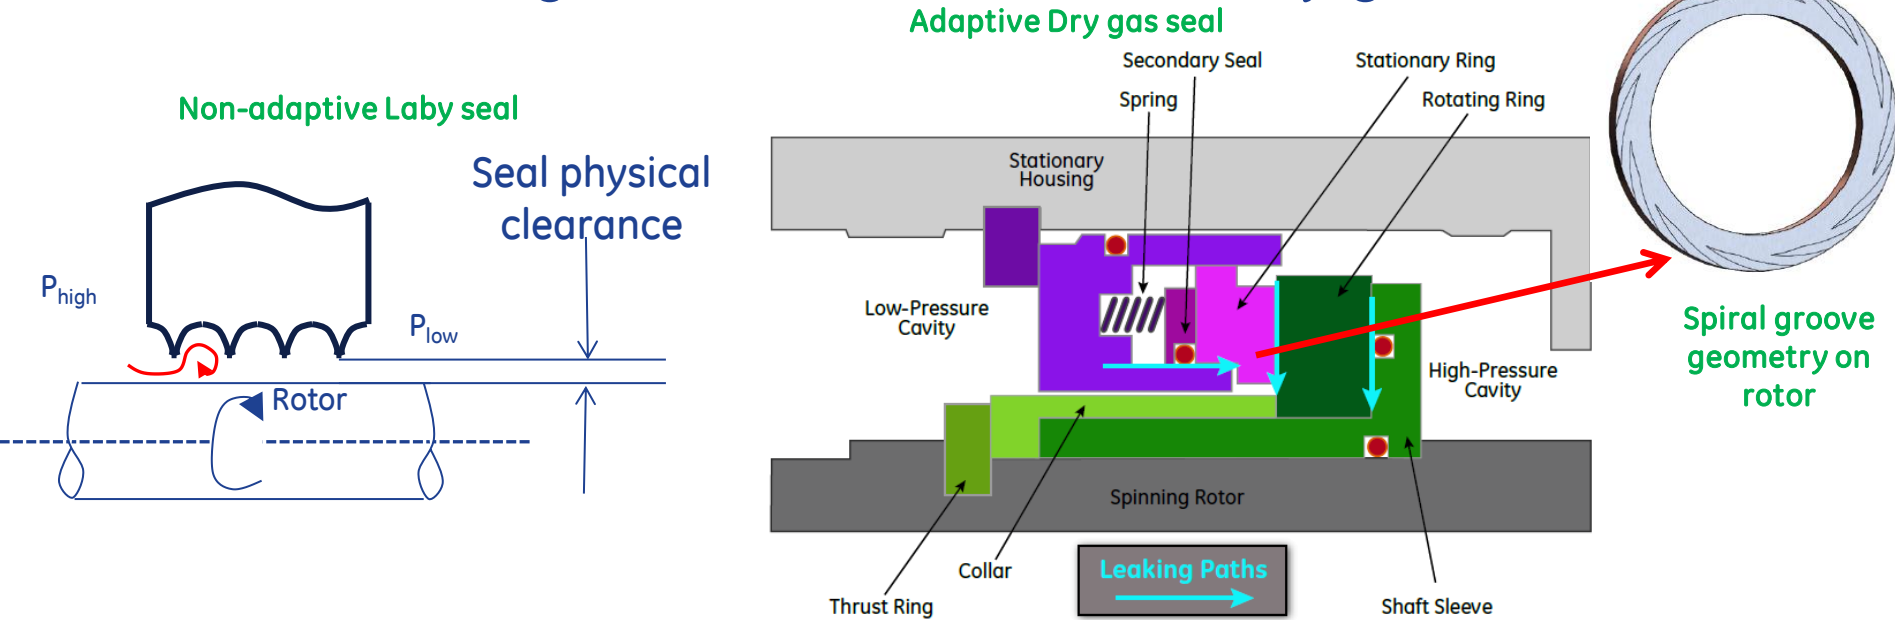 Adaptive Dry gas seal
Non-adaptive Laby seal
Seal physical
clearance
Phigh
Plow
Rotor
Secondary Seal
Spring
Stationary Ring
Rotating Ring
Stationary
Housing
Low-Pressure
Cavity
High-Pressure
Cavity
Spinning Rotor
Collar
Thrust Ring
Shaft Sleeve
Leaking Paths
Spiral groove
geometry on
rotor